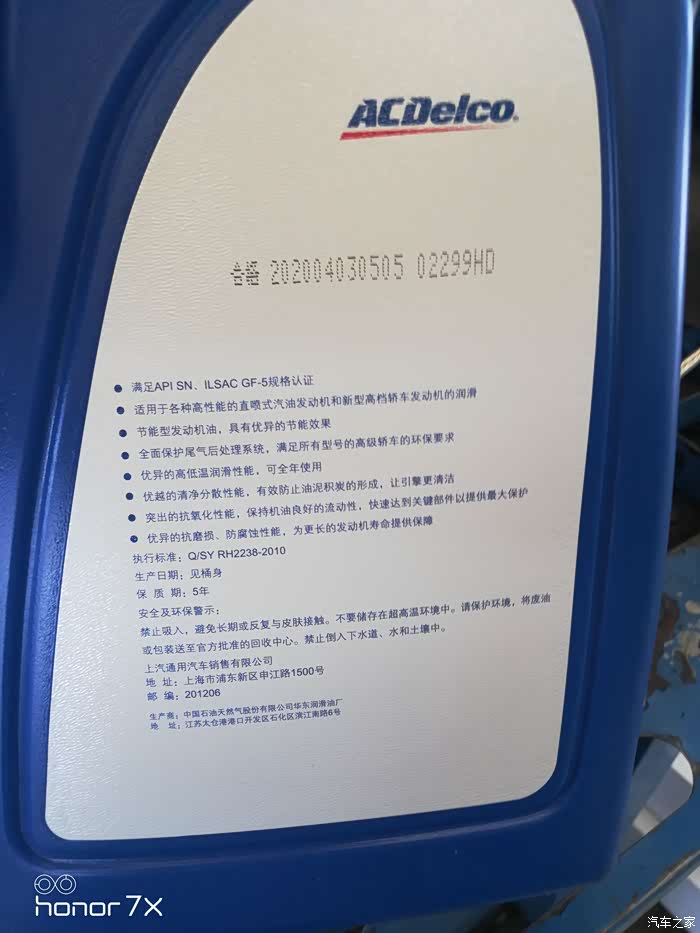 ACDelco
合格 202004030505 02299HD
● 满足API SN、ILSAC GF-5规格认证
● 适用于各种高性能的直喷式汽油发动机和新型高档轿车发动机的润滑
● 节能型发动机油，具有优异的节能效果
● 全面保护尾气后处理系统，满足所有型号的高级轿车的环保要求
● 优异的高低温润滑性能，可全年使用
● 优越的清净分散性能，有效防止油泥积炭的形成，让引擎更清洁
● 突出的抗氧化性能，保持机油良好的流动性，快速达到关键部件以提供最大保护
● 优异的抗磨损、防腐蚀性能，为更长的发动机寿命提供保障
执行标准：Q/SY RH2238-2010
生产日期：见桶身
保 质 期：5年
安全及环保警示：
禁止吸入，避免长期或反复与皮肤接触。不要储存在超高温环境中。请保护环境，将废油
或包装送至官方批准的回收中心。禁止倒入下水道、水和土壤中。
上汽通用汽车销售有限公司
地 址：上海市浦东新区申江路1500号
邮 编：201206
生产商：中国石油天然气股份有限公司华东润滑油厂
地 址：江苏太仓港港口开发区石化区滨江南路6号
honor 7X
汽车之家